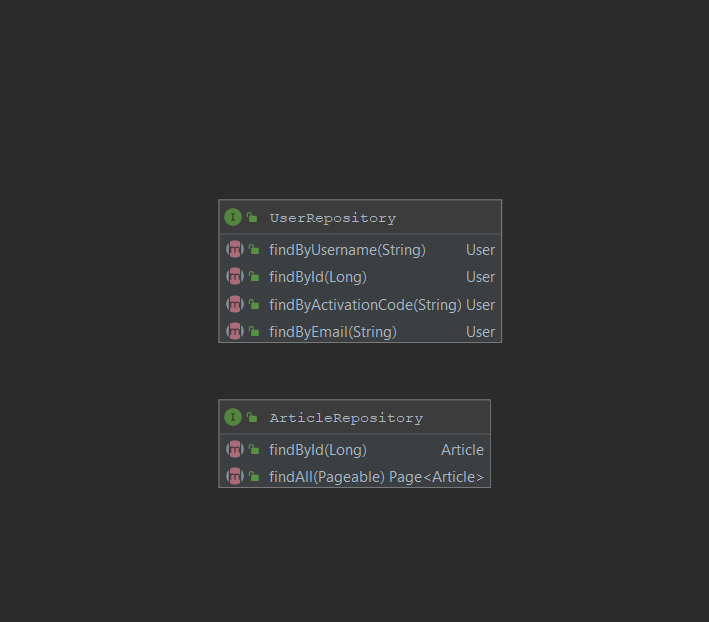 I UserRepository
m findByUsername(String) User
m findById(Long) User
m findByActivationCode(String) User
m findByEmail(String) User
I ArticleRepository
m findById(Long) Article
m findAll(Pageable) Page<Article>